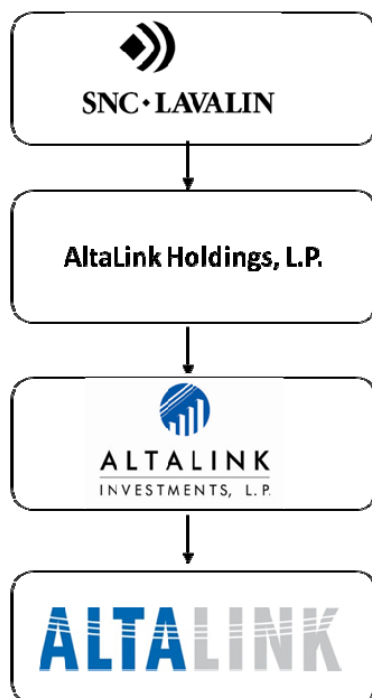 SNC·LAVALIN
AltaLink Holdings, L.P.
ALTALINK
INVESTMENTS, L.P.
ALTALINK